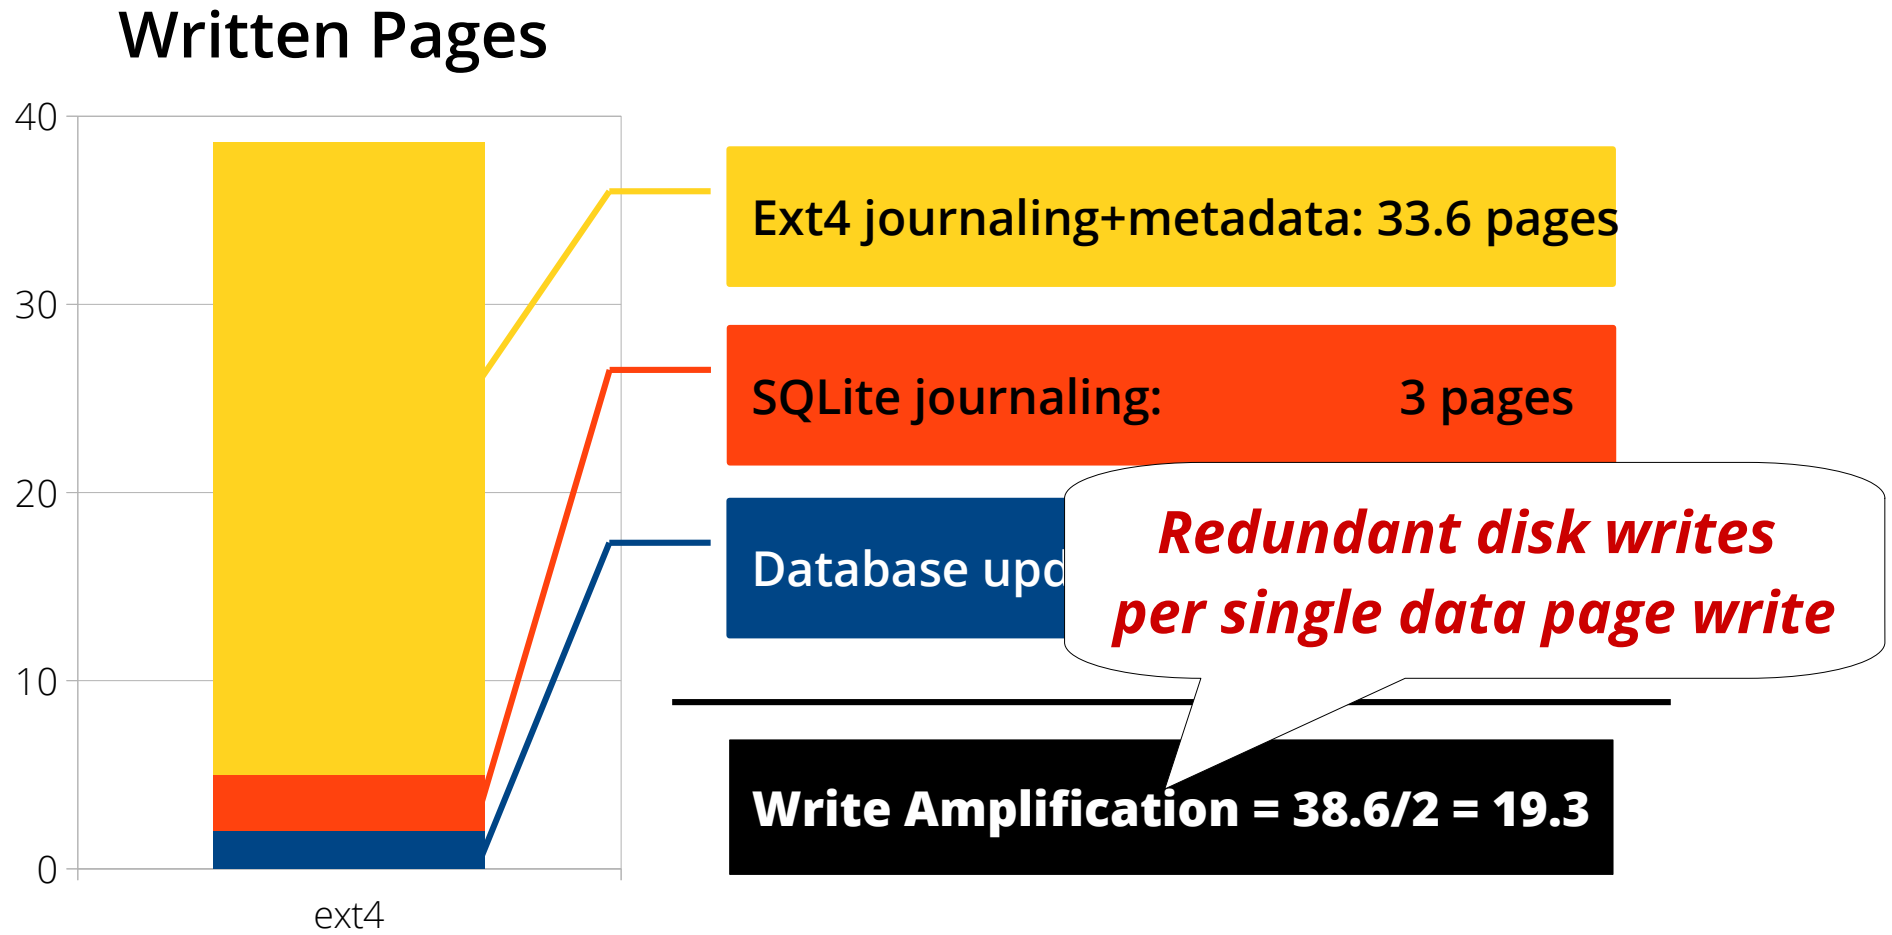 Written Pages
40
30
20
10
0
ext4
Ext4 journaling+metadata: 33.6 pages
SQLite journaling: 3 pages
Database
Redundant disk writes
per single data page write
Write Amplification = 38.6/2 = 19.3